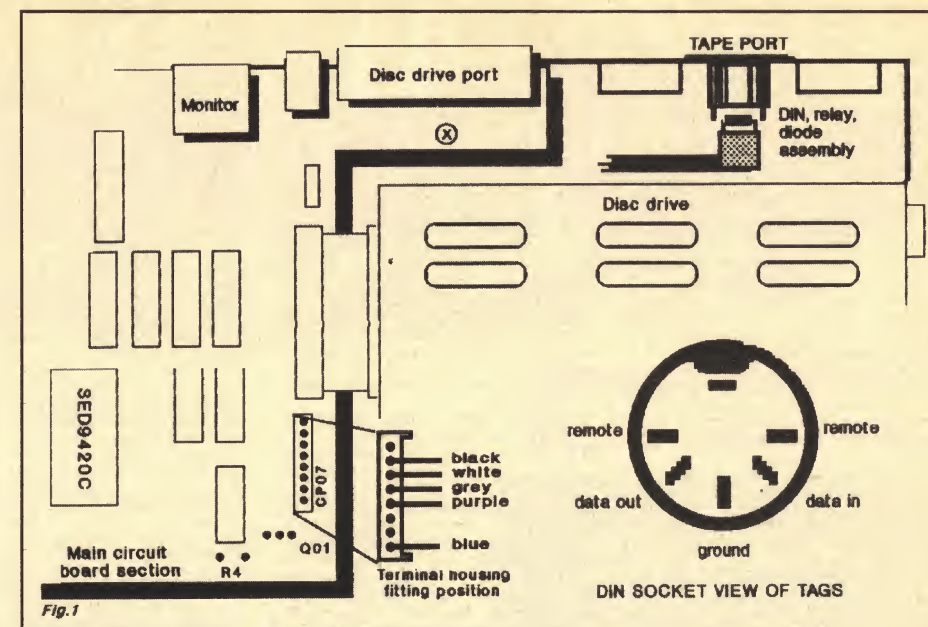 TAPE PORT
Disc drive port
Monitor
X
DIN, relay,
diode
assembly
Disc drive
SED9420C
CP07
black
white
grey
purple
blue
remote
remote
data out
data in
ground
Q01
R4
Main circuit
board section
Terminal housing
fitting position
DIN SOCKET VIEW OF TAGS
Fig.1